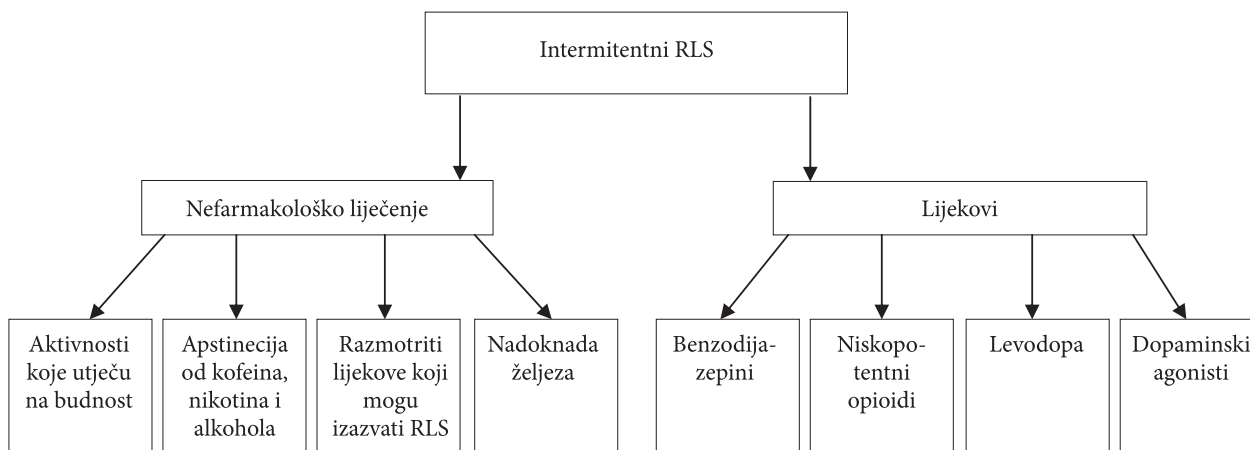 Intermitentni RLS
Nefarmakološko liječenje
Lijekovi
Aktivnosti
koje utječu
na budnost
Apstinecija
od kofeina,
nikotina i
alkohola
Razmotriti
lijekove koji
mogu
izazvati RLS
Nadoknada
željeza
Benzodija-
zepini
Niskopo-
tentni
opioidi
Levodopa
Dopaminski
agonisti